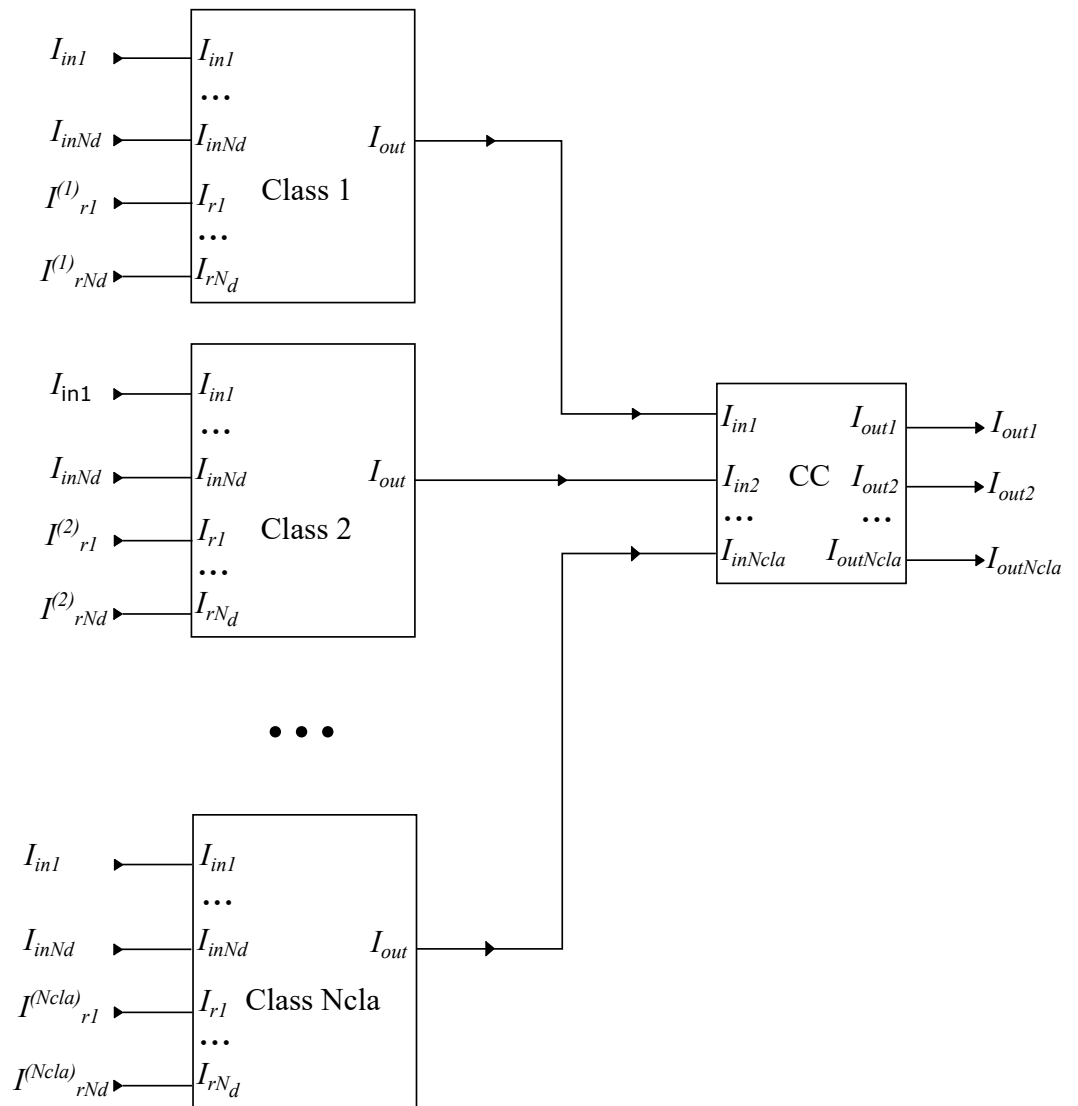 I_in1 I_in1
...
I_inNd I_inNd I_out
I^(1)_r1 I_r1 Class 1
...
I^(1)_rNd I_rN_d
I_in1 I_in1
...
I_inNd I_inNd I_out
I^(2)_r1 I_r1 Class 2
...
I^(2)_rNd I_rN_d
I_in1 I_out1 I_out1
I_in2 CC I_out2 I_out2
... ...
I_inNcla I_outNcla I_outNcla
...
I_in1 I_in1
...
I_inNd I_inNd I_out
I^(Ncla)_r1 I_r1 Class Ncla
...
I^(Ncla)_rNd I_rN_d